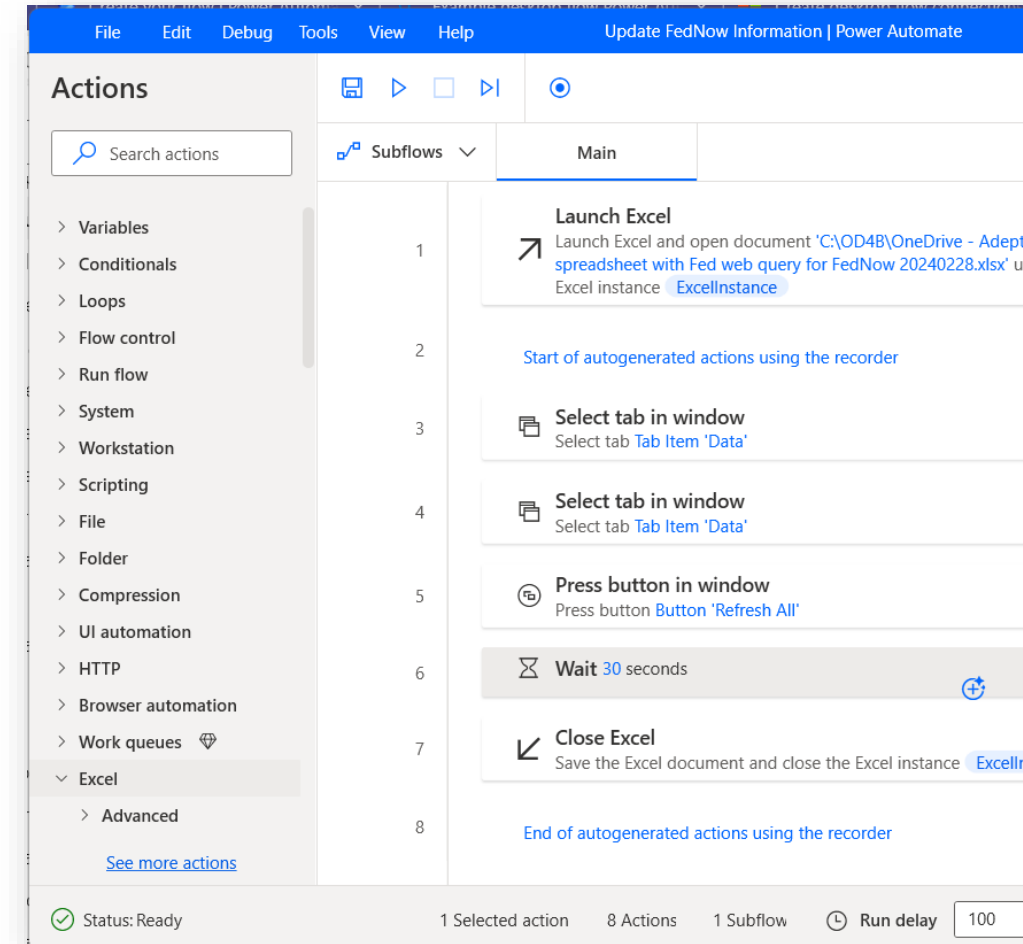 File Edit Debug Tools View Help Update FedNow Information | Power Automate
Actions
Search actions
Subflows Main
Variables
Conditionals
Loops
Flow control
Run flow
System
Workstation
Scripting
File
Folder
Compression
UI automation
HTTP
Browser automation
Work queues
Excel
Advanced
See more actions
1
Launch Excel
Launch Excel and open document 'C:\OD4B\OneDrive - Adept
spreadsheet with Fed web query for FedNow 20240228.xlsx' u
Excel instance ExcelInstance
2
Start of autogenerated actions using the recorder
3
Select tab in window
Select tab Tab Item 'Data'
4
Select tab in window
Select tab Tab Item 'Data'
5
Press button in window
Press button Button 'Refresh All'
6
Wait 30 seconds
7
Close Excel
Save the Excel document and close the Excel instance ExcelIn
8
End of autogenerated actions using the recorder
Status: Ready 1 Selected action 8 Actions 1 Subflow Run delay 100